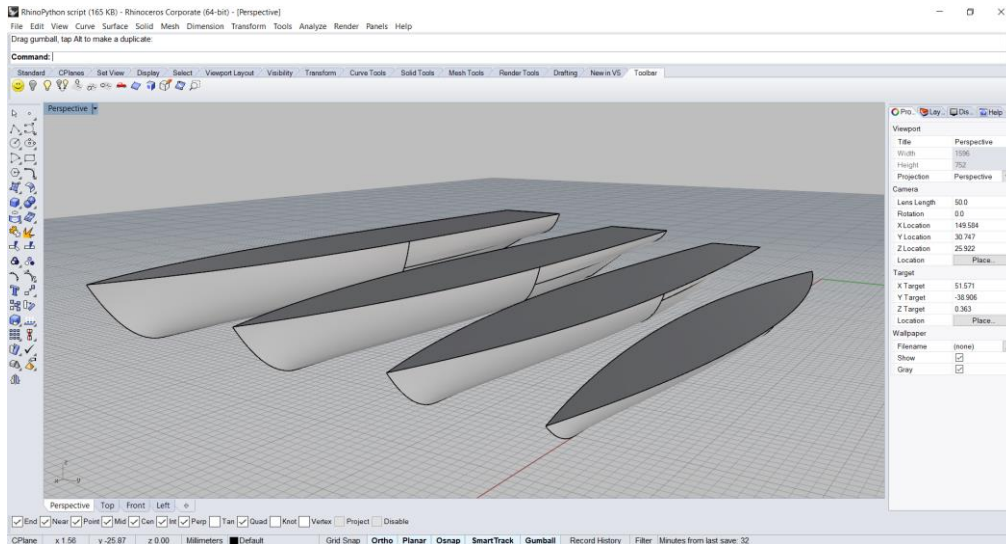 RhinoPython script (165 KB) - Rhinoceros Corporate (64-bit) - [Perspective]
File Edit View Curve Surface Solid Mesh Dimension Transform Tools Analyze Render Panels Help
Drag gumball, tap Alt to make a duplicate:
Command:
Standard CPlanes Set View Display Select Viewport Layout Visibility Transform Curve Tools Solid Tools Mesh Tools Render Tools Drafting New in V5 Toolbar
Perspective
Pro.. Lay.. Dis.. Help
Viewport
Title Perspective
Width 1596
Height 752
Projection Perspective
Camera
Lens Length 50.0
Rotation 0.0
X Location 149.584
Y Location 30.747
Z Location 25.922
Location Place...
Target
X Target 51.571
Y Target -38.906
Z Target 0.363
Location Place...
Wallpaper
Filename (none)
Show
Gray
z
x y
Perspective Top Front Left
End Near Point Mid Cen Int Perp Tan Quad Knot Vertex Project Disable
CPlane x 1.56 y -25.87 z 0.00 Millimeters Default Grid Snap Ortho Planar Osnap SmartTrack Gumball Record History Filter Minutes from last save: 32